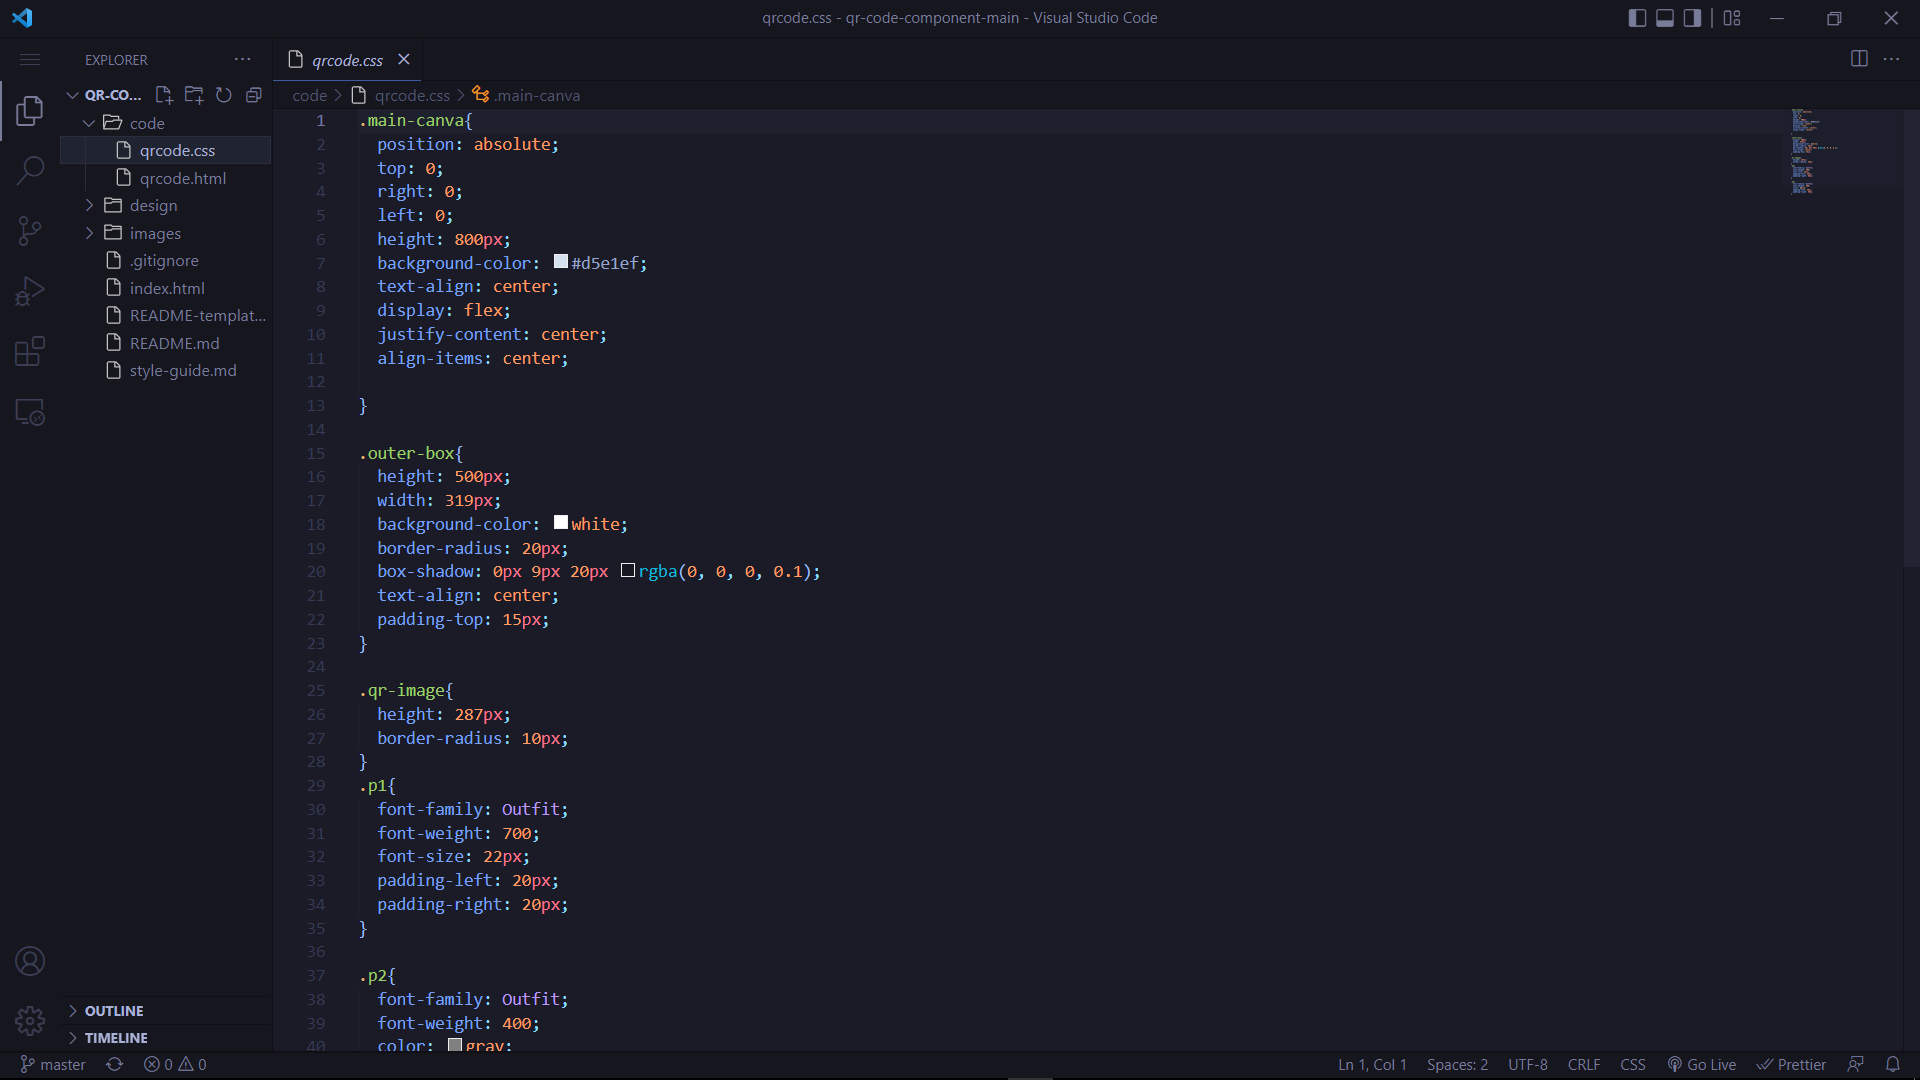 qrcode.css - qr-code-component-main - Visual Studio Code
EXPLORER
QR-CO...
code
qrcode.css
qrcode.html
design
images
.gitignore
index.html
README-templat...
README.md
style-guide.md
OUTLINE
TIMELINE
qrcode.css
code > qrcode.css > .main-canva
1 .main-canva{
2 position: absolute;
3 top: 0;
4 right: 0;
5 left: 0;
6 height: 800px;
7 background-color: #d5e1ef;
8 text-align: center;
9 display: flex;
10 justify-content: center;
11 align-items: center;
12
13 }
14
15 .outer-box{
16 height: 500px;
17 width: 319px;
18 background-color: white;
19 border-radius: 20px;
20 box-shadow: 0px 9px 20px rgba(0, 0, 0, 0.1);
21 text-align: center;
22 padding-top: 15px;
23 }
24
25 .qr-image{
26 height: 287px;
27 border-radius: 10px;
28 }
29 .p1{
30 font-family: Outfit;
31 font-weight: 700;
32 font-size: 22px;
33 padding-left: 20px;
34 padding-right: 20px;
35 }
36
37 .p2{
38 font-family: Outfit;
39 font-weight: 400;
40 color: gray;
master 0 0 Ln 1, Col 1 Spaces: 2 UTF-8 CRLF CSS Go Live Prettier